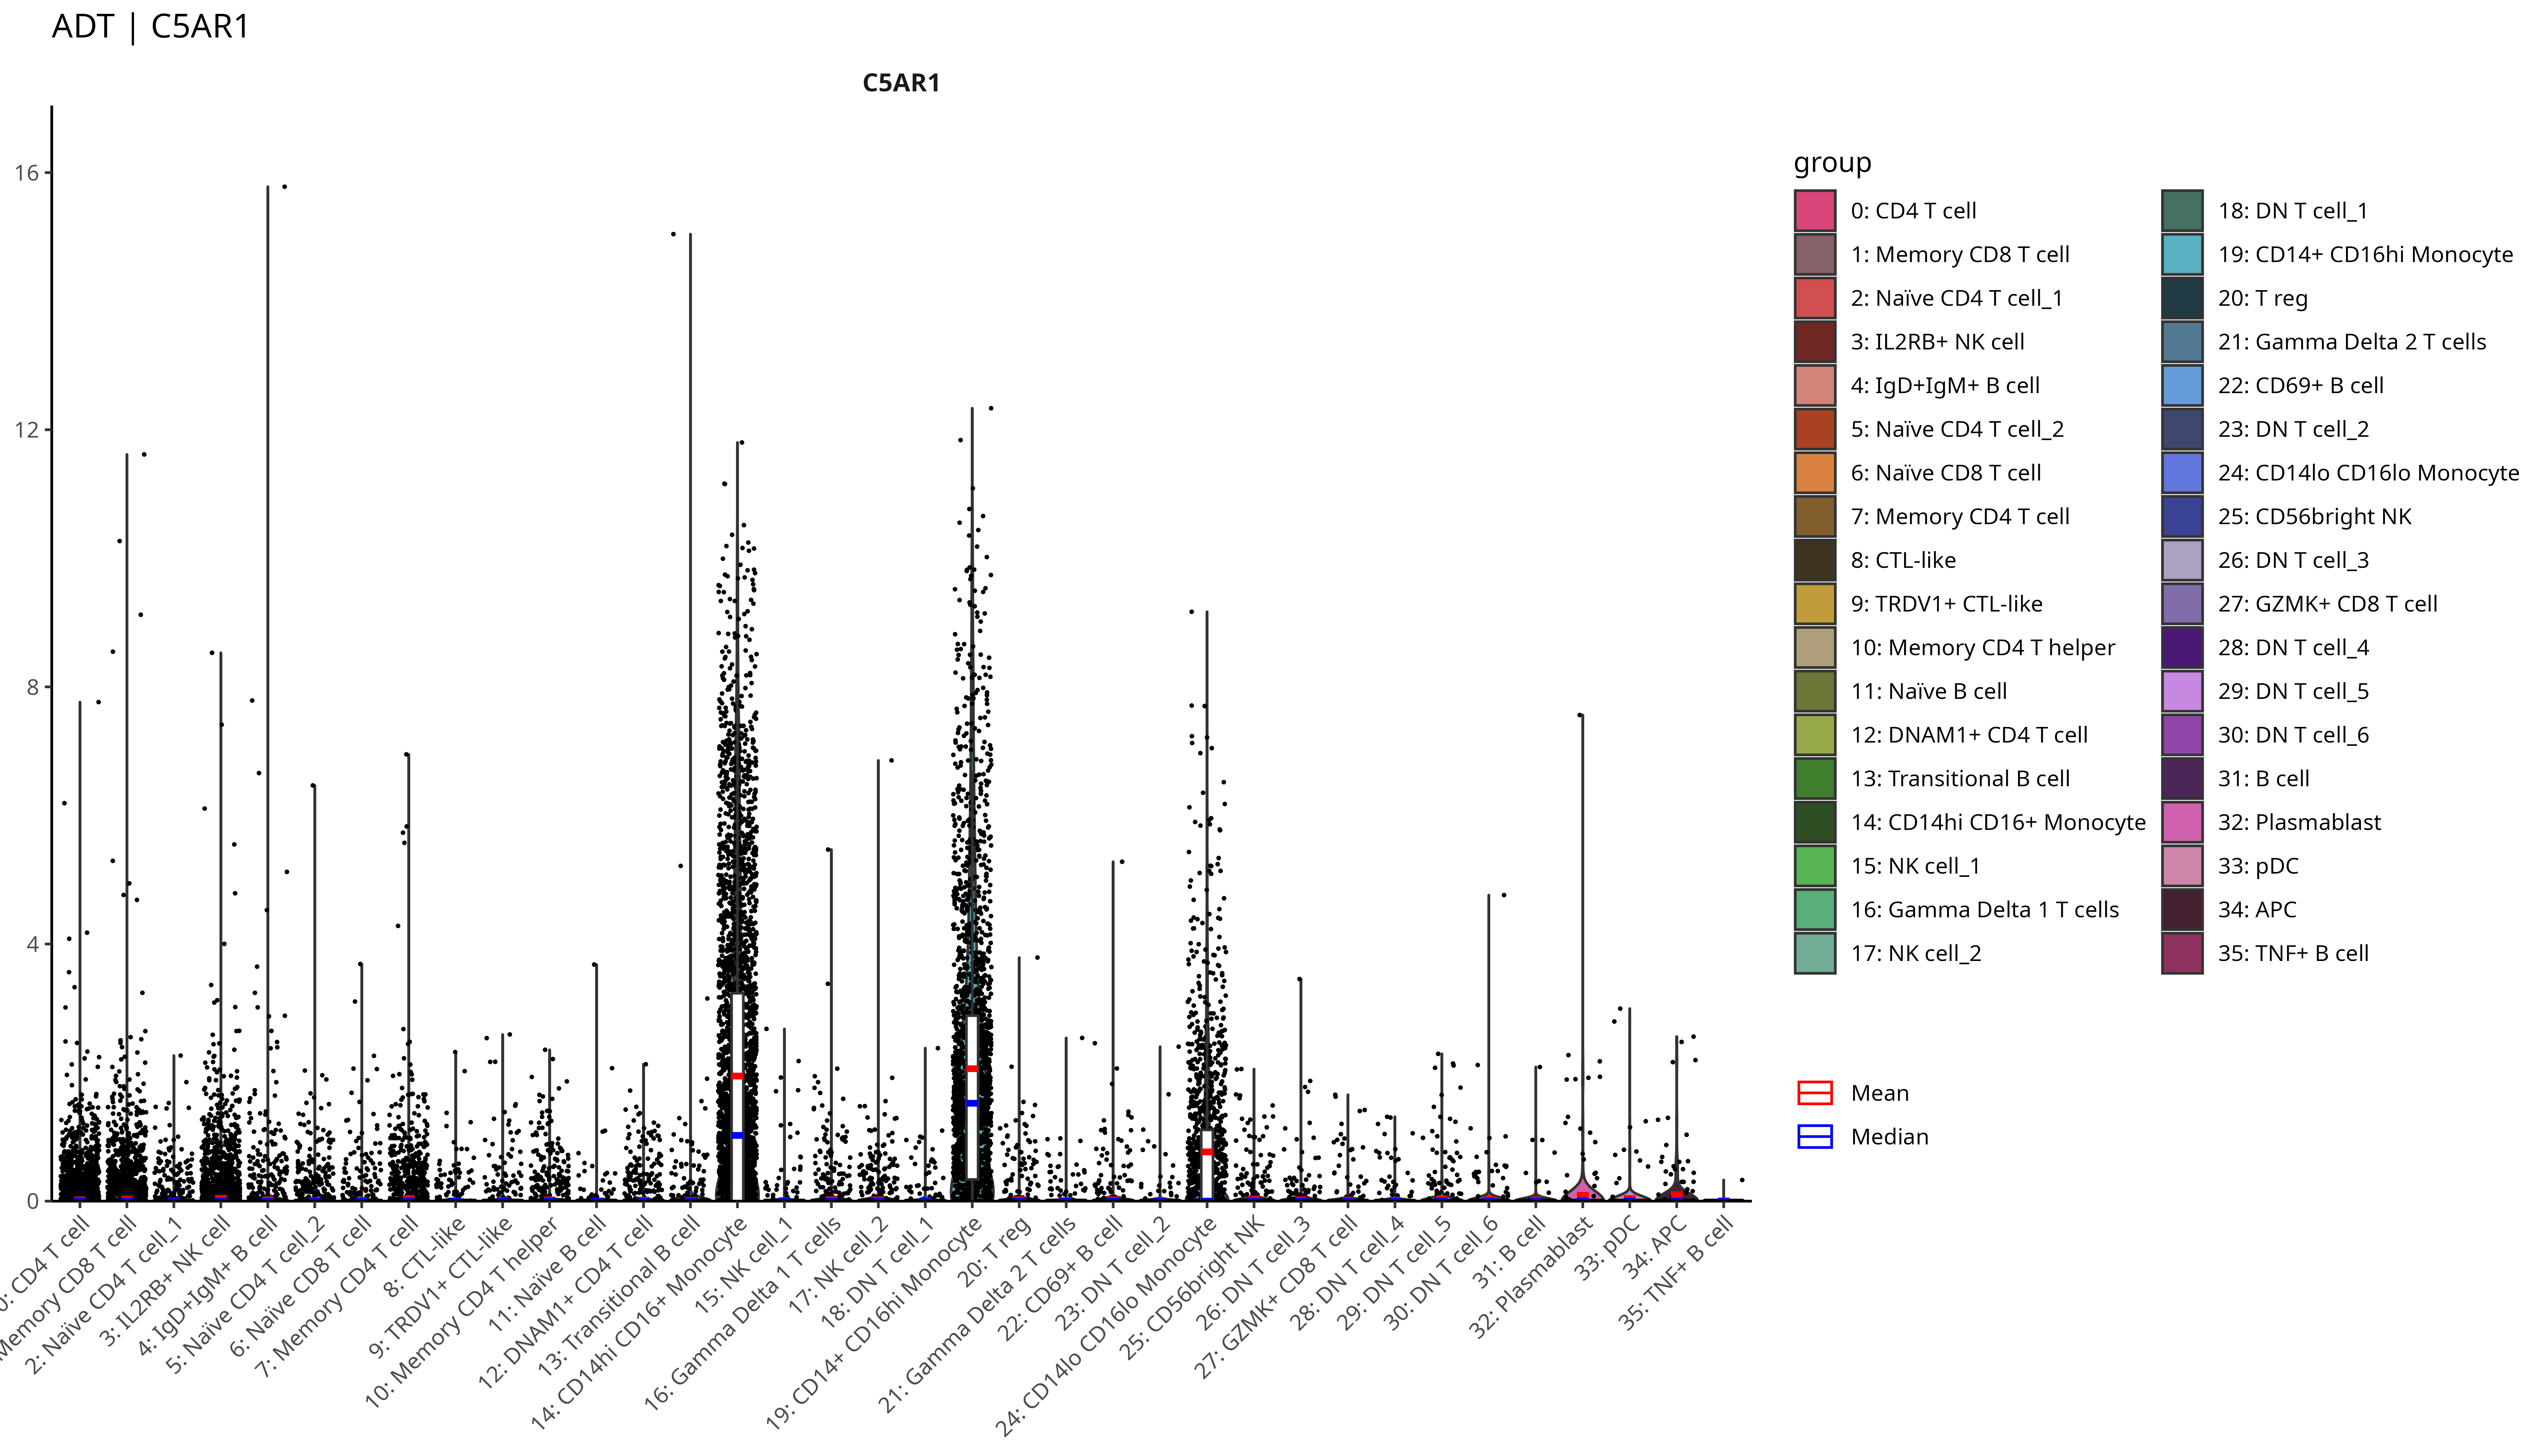 ADT | C5AR1
C5AR1
16
12
8
4
0
0: CD4 T cell
Memory CD8 T cell
2: Naïve CD4 T cell_1
3: IL2RB+ NK cell
4: IgD+IgM+ B cell
5: Naïve CD4 T cell_2
6: Naïve CD8 T cell
7: Memory CD4 T cell
8: CTL-like
9: TRDV1+ CTL-like
10: Memory CD4 T helper
11: Naïve B cell
12: DNAM1+ CD4 T cell
13: Transitional B cell
14: CD14hi CD16+ Monocyte
15: NK cell_1
16: Gamma Delta 1 T cells
17: NK cell_2
18: DN T cell_1
19: CD14+ CD16hi Monocyte
20: T reg
21: Gamma Delta 2 T cells
22: CD69+ B cell
23: DN T cell_2
24: CD14lo CD16lo Monocyte
25: CD56bright NK
26: DN T cell_3
27: GZMK+ CD8 T cell
28: DN T cell_4
29: DN T cell_5
30: DN T cell_6
31: B cell
32: Plasmablast
33: pDC
34: APC
35: TNF+ B cell
group
0: CD4 T cell
1: Memory CD8 T cell
2: Naïve CD4 T cell_1
3: IL2RB+ NK cell
4: IgD+IgM+ B cell
5: Naïve CD4 T cell_2
6: Naïve CD8 T cell
7: Memory CD4 T cell
8: CTL-like
9: TRDV1+ CTL-like
10: Memory CD4 T helper
11: Naïve B cell
12: DNAM1+ CD4 T cell
13: Transitional B cell
14: CD14hi CD16+ Monocyte
15: NK cell_1
16: Gamma Delta 1 T cells
17: NK cell_2
18: DN T cell_1
19: CD14+ CD16hi Monocyte
20: T reg
21: Gamma Delta 2 T cells
22: CD69+ B cell
23: DN T cell_2
24: CD14lo CD16lo Monocyte
25: CD56bright NK
26: DN T cell_3
27: GZMK+ CD8 T cell
28: DN T cell_4
29: DN T cell_5
30: DN T cell_6
31: B cell
32: Plasmablast
33: pDC
34: APC
35: TNF+ B cell
Mean
Median